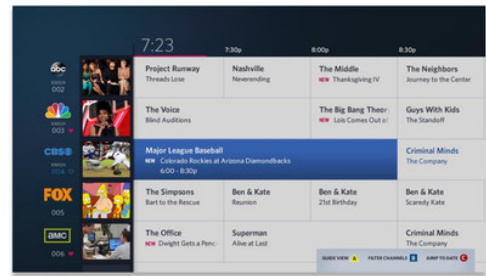 7:23 7:30p 8:00p 8:30p
abc
002
Project Runway
Threads Lose
Nashville
Neverending
The Middle
NEW Thanksgiving IV
The Neighbors
Journey to the Center
003
The Voice
Blind Auditions
The Big Bang Theor
NEW Lois Comes Out o
Guys With Kids
The Standoff
CBS
004
Major League Baseball
NEW Colorado Rockies at Arizona Diamondbacks
6:00 - 8:30p
Criminal Minds
The Company
FOX
005
The Simpsons
Bart to the Rescue
Ben & Kate
Reunion
Ben & Kate
21st Birthday
Ben & Kate
Scaredy Kate
amc
006
The Office
NEW Dwight Gets a Penc
Superman
Alive at Last
Criminal Minds
The Company
GUIDE VIEW A FILTER CHANNELS B JUMP TO DATE C